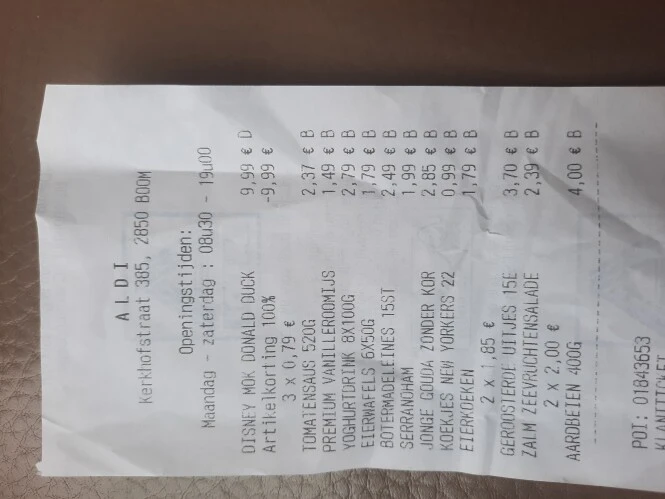 ALDI
Kerkhofstraat 385, 2850 BOOM
Openingstijden:
Maandag - zaterdag : 08u30 - 19u00
DISNEY MOK DONALD DUCK 9,99 € D
Artikelkorting 100% -9,99 €
3 x 0,79 €
TOMATENSAUS 520G 2,37 € B
PREMIUM VANILLEROOMIJS 1,49 € B
YOGHURTDRINK 8X100G 2,79 € B
EIERWAFELS 6X50G 1,79 € B
BOTERMADELEINES 15ST 2,49 € B
SERRANOHAM 1,99 € B
JONGE GOUDA ZONDER KOR 2,85 € B
KOEKJES NEW YORKERS 22 0,99 € B
EIERKOEKEN 1,79 € B
2 x 1,85 €
GEROOSTERDE UITJES 15E 3,70 € B
ZALM ZEEVRUCHTENSALADE 2,39 € B
2 x 2,00 €
AARDBEIEN 400G 4,00 € B
POI: 01843653
KLANTTICKET